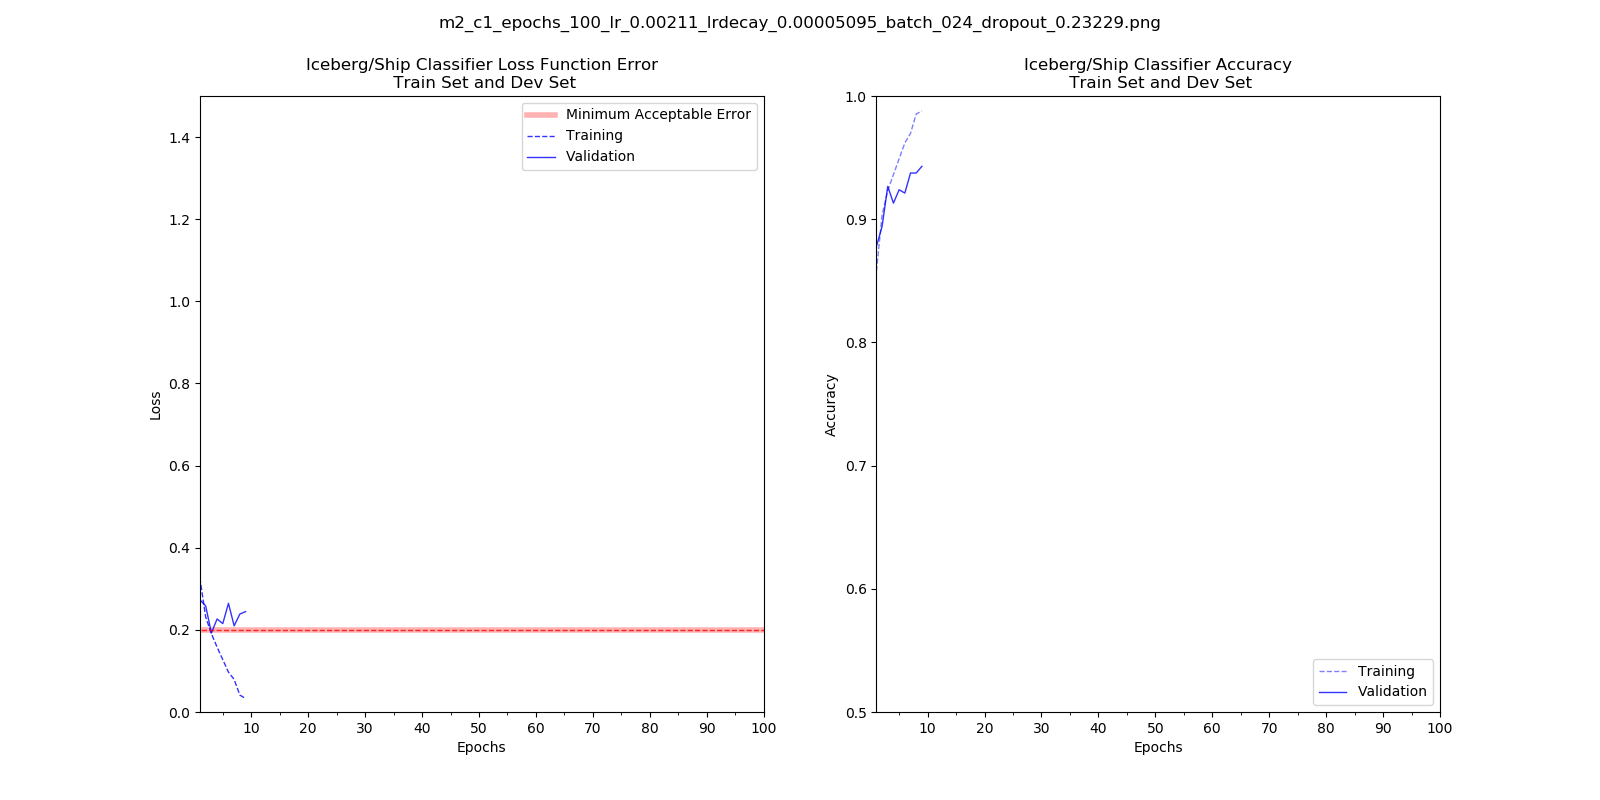 m2_c1_epochs_100_lr_0.00211_lrdecay_0.00005095_batch_024_dropout_0.23229.png
Iceberg/Ship Classifier Loss Function Error
Train Set and Dev Set
Minimum Acceptable Error
Training
Validation
1.4
1.2
1.0
0.8
0.6
0.4
0.2
0.0
Loss
10 20 30 40 50 60 70 80 90 100
Epochs
Iceberg/Ship Classifier Accuracy
Train Set and Dev Set
1.0
0.9
0.8
0.7
0.6
0.5
Accuracy
Training
Validation
10 20 30 40 50 60 70 80 90 100
Epochs